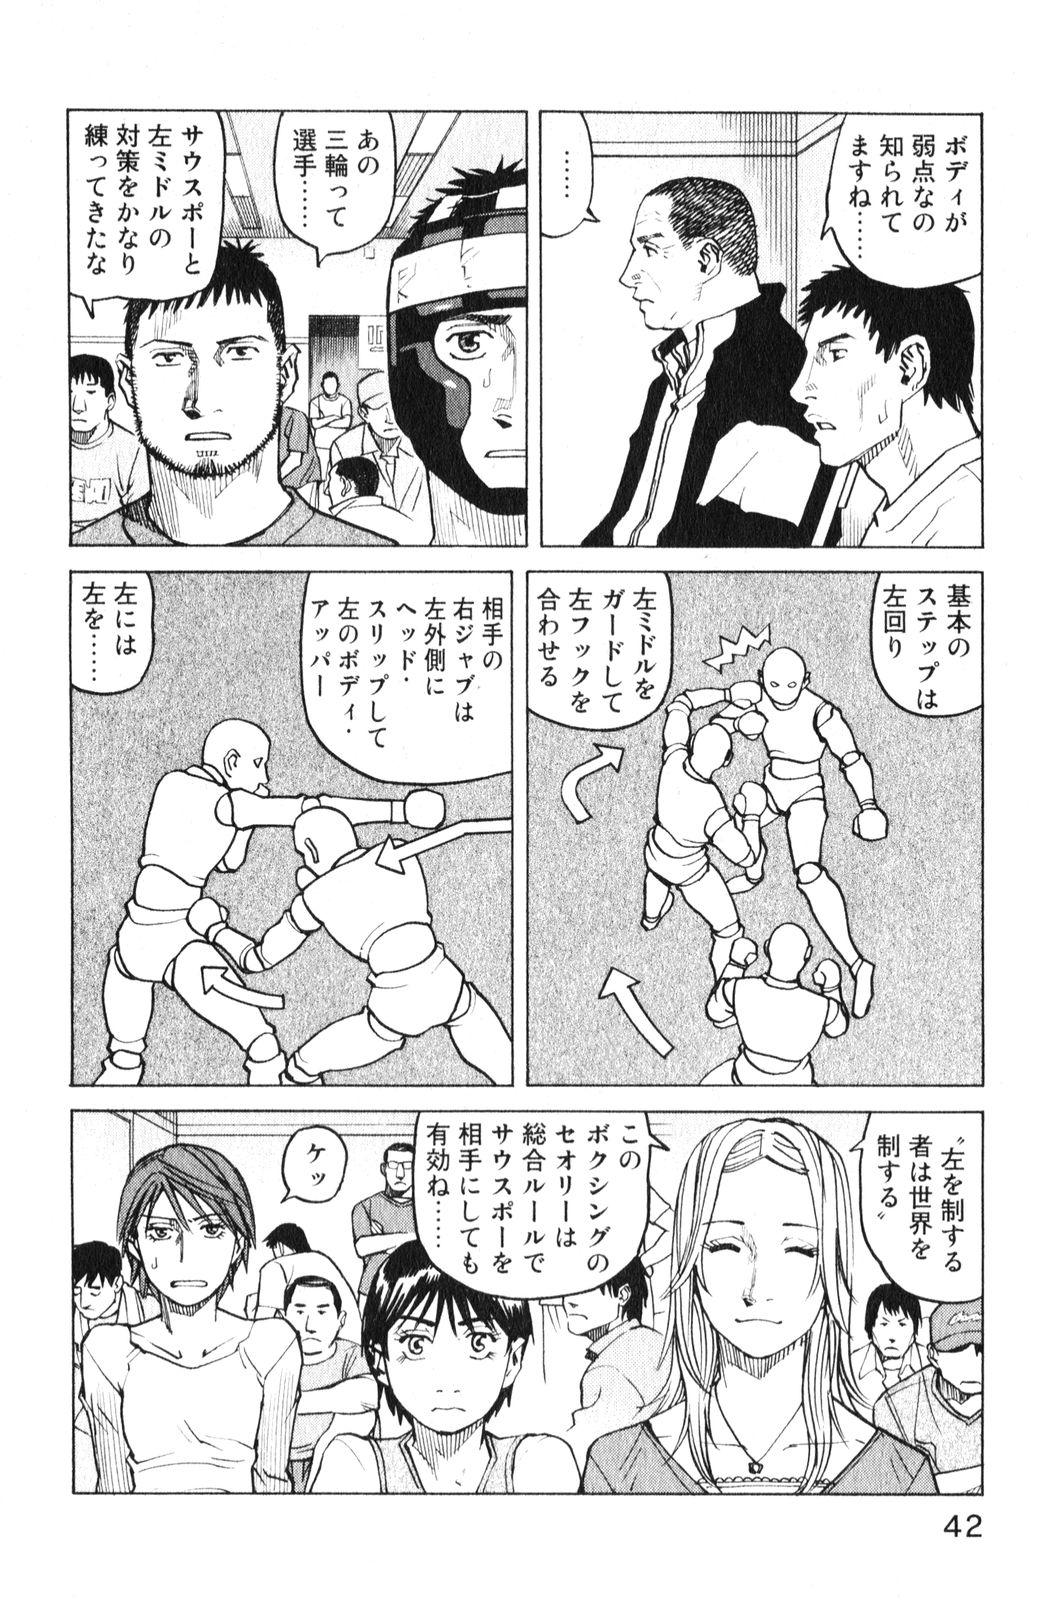 ボディが
弱点なの
知られて
ますね……
……
あの
三輪って
選手……
サウスポーと
左ミドルの
対策をかなり
練ってきたな
基本の
ステップは
左回り
左ミドルを
ガードして
左フックを
合わせる
相手の
右ジャブは
左外側に
ヘッド・
スリップして
左のボディ・
アッパー
左には
左を……
〝左を制する
者は世界を
制する〟
この
ボクシングの
セオリーは
総合ルールで
サウスポーを
相手にしても
有効ね……
ケッ
42